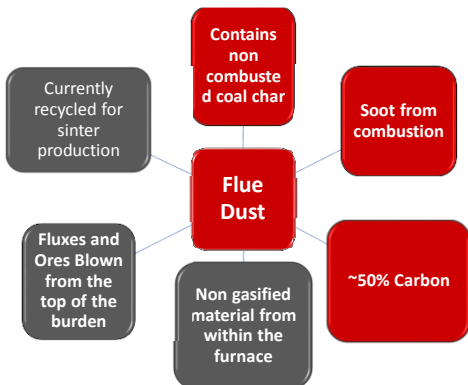 Contains
non
combuste
d coal char
Currently
recycled for
sinter
production
Soot from
combustion
Flue
Dust
Fluxes and
Ores Blown
from the
top of the
burden
~50% Carbon
Non gasified
material from
within the
furnace